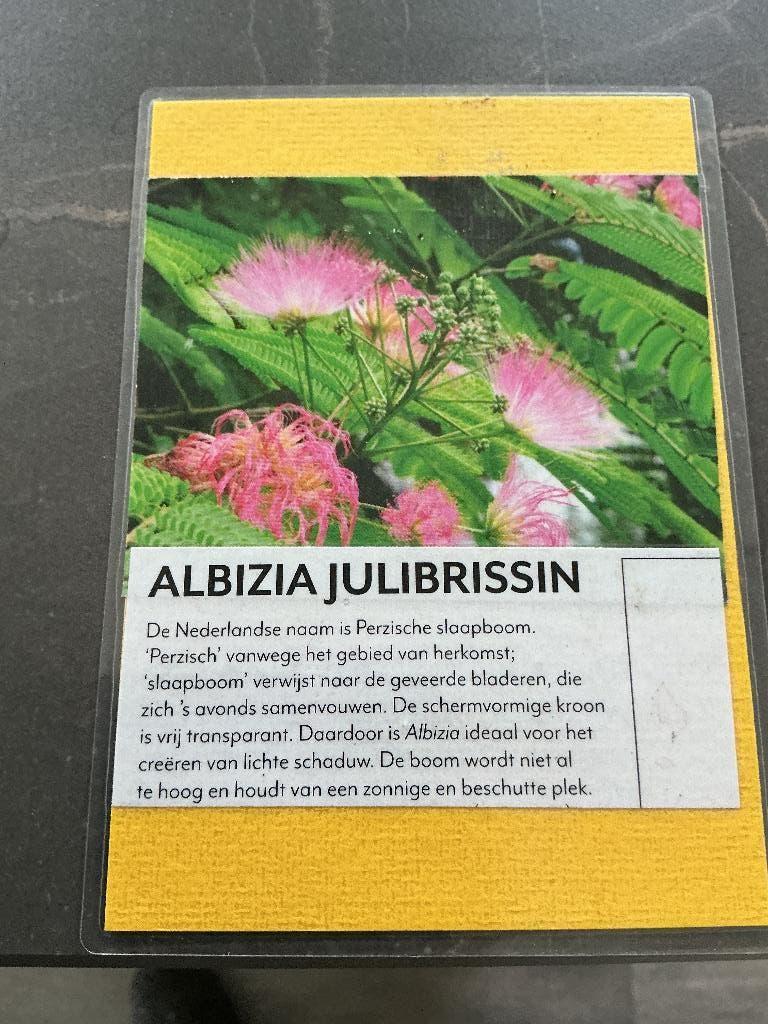 ALBIZIA JULIBRISSIN
De Nederlandse naam is Perzische slaapboom.
‘Perzisch’ vanwege het gebied van herkomst;
‘slaapboom’ verwijst naar de geveerde bladeren, die
zich ’s avonds samenvouwen. De schermvormige kroon
is vrij transparant. Daardoor is Albizia ideaal voor het
creëren van lichte schaduw. De boom wordt niet al
te hoog en houdt van een zonnige en beschutte plek.